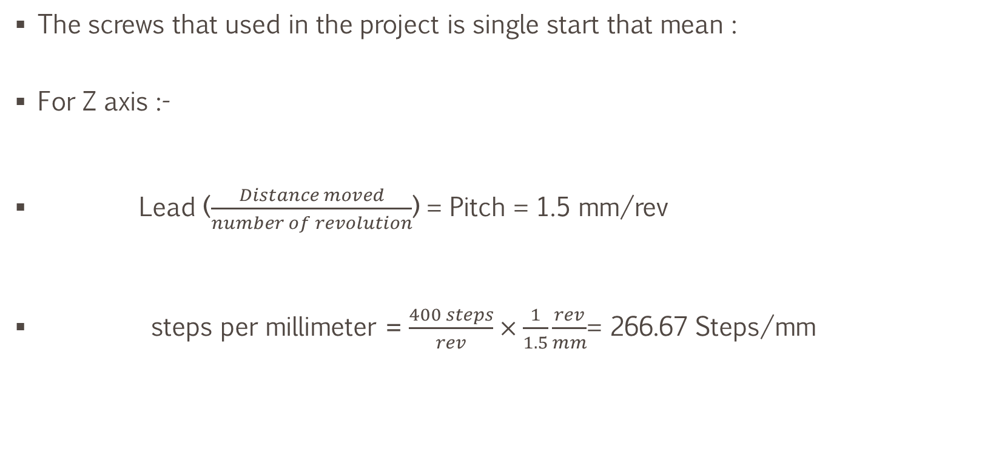 ▪ The screws that used in the project is single start that mean :
▪ For Z axis :-
▪ Lead (Distance moved / number of revolution) = Pitch = 1.5 mm/rev
▪ steps per millimeter = 400 steps / rev × 1 / 1.5 rev / mm = 266.67 Steps/mm